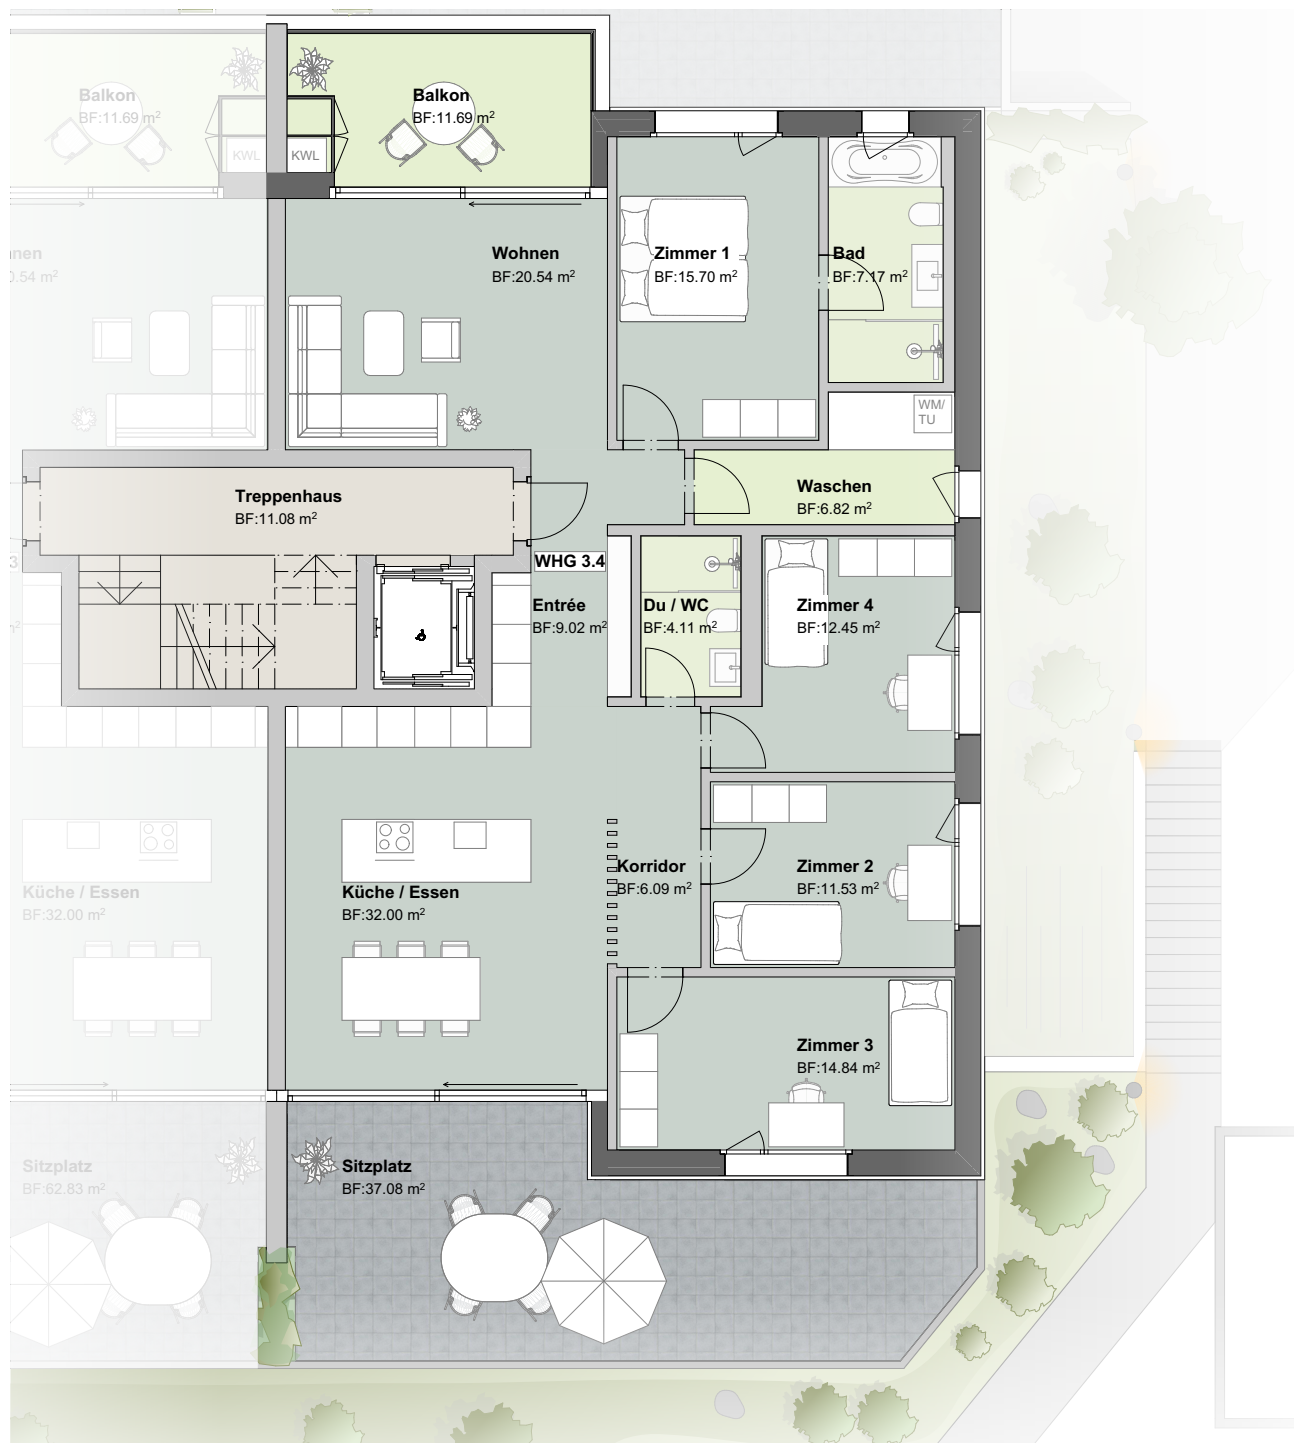 Balkon
BF:11.69 m²
Balkon
BF:11.69 m²
KWL
KWL
nen
0.54 m²
Wohnen
BF:20.54 m²
Zimmer 1
BF:15.70 m²
Bad
BF:7.17 m²
WM/
TU
Treppenhaus
BF:11.08 m²
Waschen
BF:6.82 m²
WHG 3.4
Entrée
BF:9.02 m²
Du / WC
BF:4.11 m²
Zimmer 4
BF:12.45 m²
Küche / Essen
BF:32.00 m²
Küche / Essen
BF:32.00 m²
Korridor
BF:6.09 m²
Zimmer 2
BF:11.53 m²
Zimmer 3
BF:14.84 m²
Sitzplatz
BF:62.83 m²
Sitzplatz
BF:37.08 m²